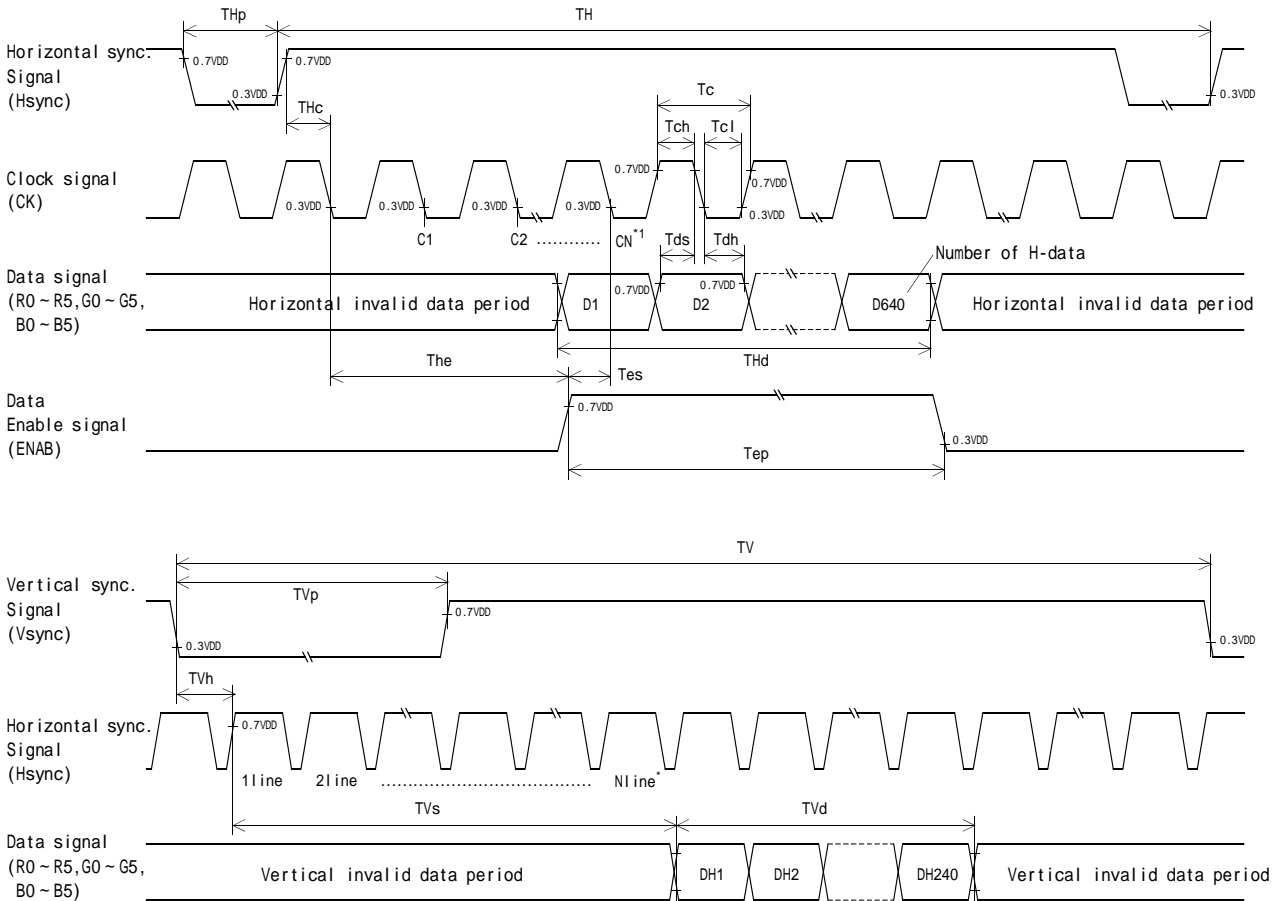 THp TH
Horizontal sync.
Signal
(Hsync)
0.7VDD 0.3VDD 0.7VDD 0.3VDD
THc Tc
Tch Tcl
Clock signal
(CK)
0.3VDD 0.3VDD 0.3VDD 0.3VDD 0.7VDD 0.7VDD 0.3VDD
C1 C2 ............ CN*1
Tds Tdh
Number of H-data
Data signal
(R0~R5,G0~G5,
B0~B5)
Horizontal invalid data period D1 0.7VDD D2 0.7VDD D640 Horizontal invalid data period
The Tes THd
Data
Enable signal
(ENAB)
0.7VDD 0.3VDD
Tep
TV
Vertical sync.
Signal
(Vsync)
TVp
0.3VDD 0.7VDD 0.3VDD
TVh
Horizontal sync.
Signal
(Hsync)
0.7VDD
1line 2line ....................................... Nline*
TVs TVd
Data signal
(R0~R5,G0~G5,
B0~B5)
Vertical invalid data period DH1 DH2 DH240 Vertical invalid data period